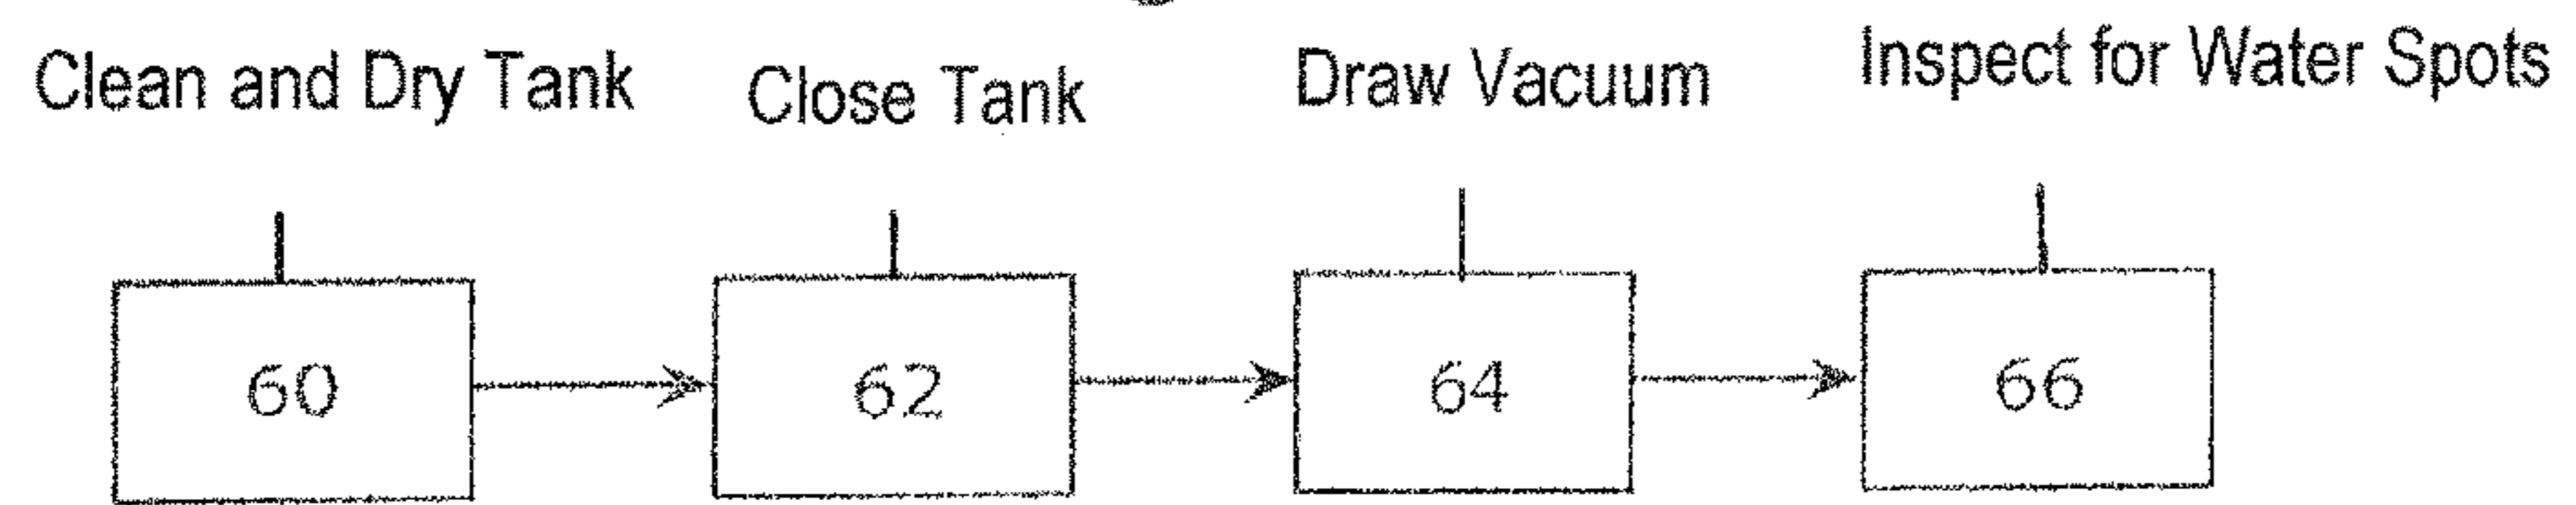 Clean and Dry Tank
Close Tank
Draw Vacuum
Inspect for Water Spots
60
62
64
66